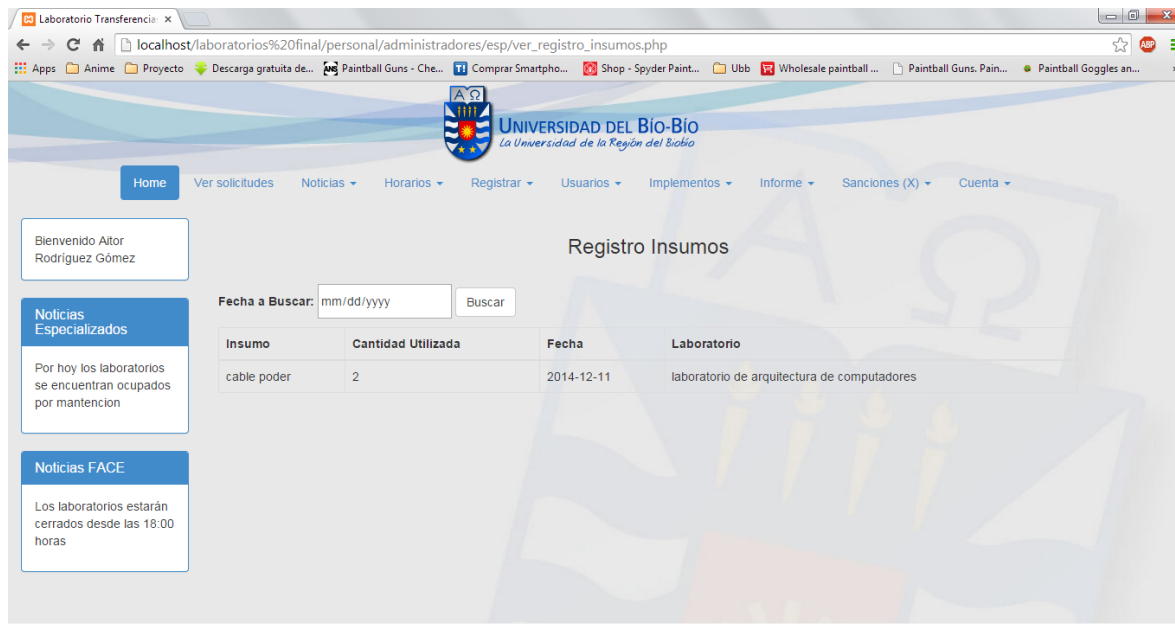 Laboratorio Transferencia
localhost/laboratorios%20final/personal/administradores/esp/ver_registro_insumos.php
ABP
Apps Anime Proyecto Descarga gratuita de... ANS Paintball Guns - Che... T! Comprar Smartpho... Shop - Spyder Paint... Ubb Wholesale paintball ... Paintball Guns. Pain... Paintball Goggles an...
ΑΩ
UNIVERSIDAD DEL BÍO-BÍO
La Universidad de la Región del Biobío
Home Ver solicitudes Noticias Horarios Registrar Usuarios Implementos Informe Sanciones (X) Cuenta
Bienvenido Aitor
Rodríguez Gómez
Registro Insumos
Fecha a Buscar: mm/dd/yyyy Buscar
Noticias
Especializados
Por hoy los laboratorios
se encuentran ocupados
por mantencion
Insumo Cantidad Utilizada Fecha Laboratorio
cable poder 2 2014-12-11 laboratorio de arquitectura de computadores
Noticias FACE
Los laboratorios estarán
cerrados desde las 18:00
horas